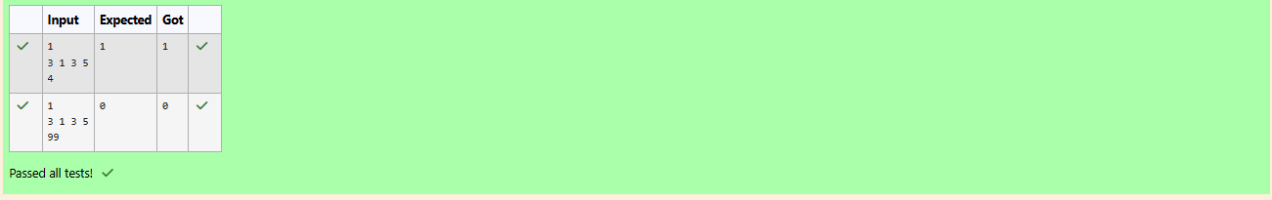 Input Expected Got
1 1 1
3 1 3 5
4
1 0 0
3 1 3 5
99
Passed all tests!